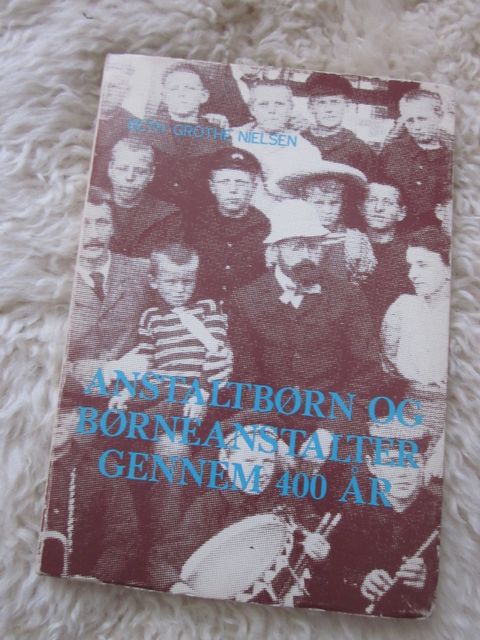 BETH GROTHE NIELSEN
ANSTALTBØRN OG
BØRNEANSTALTER
GENNEM 400 ÅR